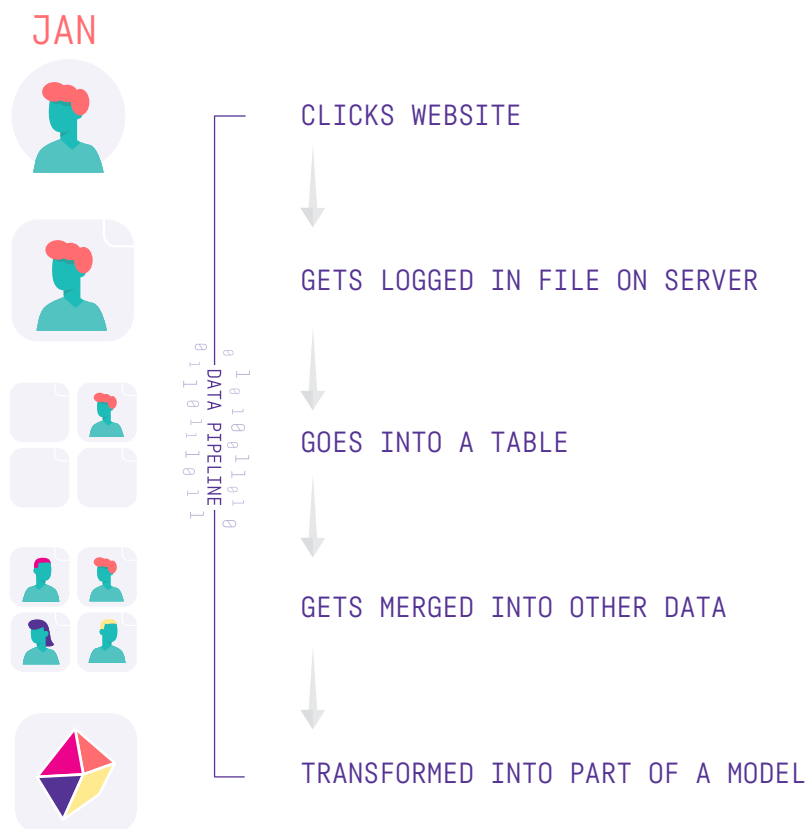 JAN
CLICKS WEBSITE
GETS LOGGED IN FILE ON SERVER
DATA PIPELINE
GOES INTO A TABLE
GETS MERGED INTO OTHER DATA
TRANSFORMED INTO PART OF A MODEL